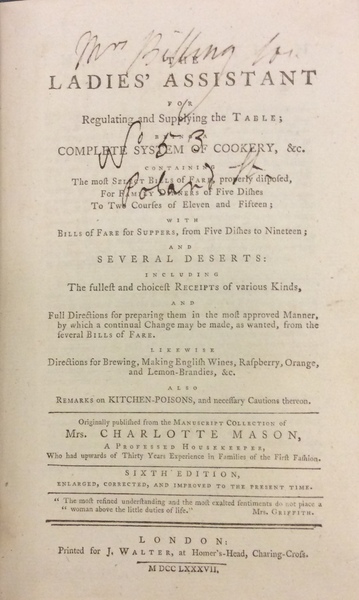 Mrs Billing
THE
LADIES' ASSISTANT
FOR
Regulating and Supplying the TABLE;
BEING A
No 53
COMPLETE SYSTEM OF COOKERY, &c.
CONTAINING
The moſt SELECT BILLS of FARE, properly diſpoſed,
Poland St
For FAMILY DINNERS of Five Diſhes
To Two Courſes of Eleven and Fifteen;
WITH
BILLS of FARE for SUPPERS, from Five Diſhes to Nineteen;
AND
SEVERAL DESERTS:
INCLUDING
The fulleſt and choiceſt RECEIPTS of various Kinds,
AND
Full Directions for preparing them in the moſt approved Manner,
by which a continual Change may be made, as wanted, from the
ſeveral BILLS of FARE.
LIKEWISE
Directions for Brewing, Making Engliſh Wines, Raſpberry, Orange,
and Lemon-Brandies, &c.
ALSO
REMARKS on KITCHEN-POISONS, and neceſſary Cautions thereon.
Originally publiſhed from the MANUSCRIPT COLLECTION of
Mrs. CHARLOTTE MASON,
A PROFESSED HOUSEKEEPER,
Who had upwards of Thirty Years Experience in Families of the Firſt Faſhion.
SIXTH EDITION,
ENLARGED, CORRECTED, AND IMPROVED TO THE PRESENT TIME.
" The moſt refined underſtanding and the moſt exalted ſentiments do not place a
" woman above the little duties of life." Mrs. GRIFFITH.
LONDON:
Printed for J. WALTER, at Homer's-Head, Charing-Croſs.
M DCC LXXXVII,